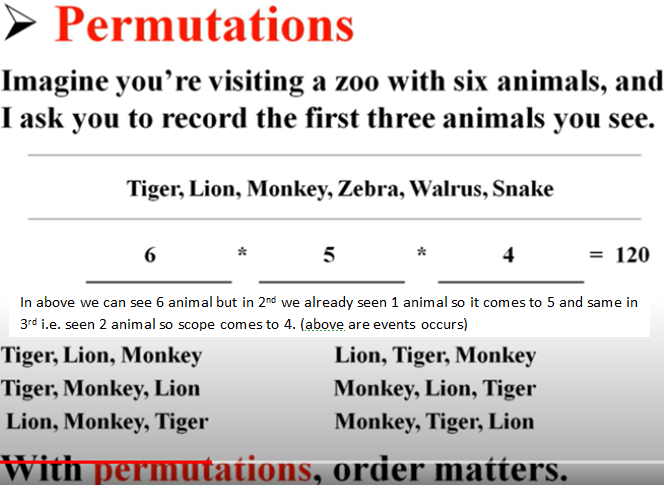 ➢ Permutations
Imagine you're visiting a zoo with six animals, and
I ask you to record the first three animals you see.
Tiger, Lion, Monkey, Zebra, Walrus, Snake
6 * 5 * 4 = 120
In above we can see 6 animal but in 2nd we already seen 1 animal so it comes to 5 and same in
3rd i.e. seen 2 animal so scope comes to 4. (above are events occurs)
Tiger, Lion, Monkey Lion, Tiger, Monkey
Tiger, Monkey, Lion Monkey, Lion, Tiger
Lion, Monkey, Tiger Monkey, Tiger, Lion
With permutations, order matters.